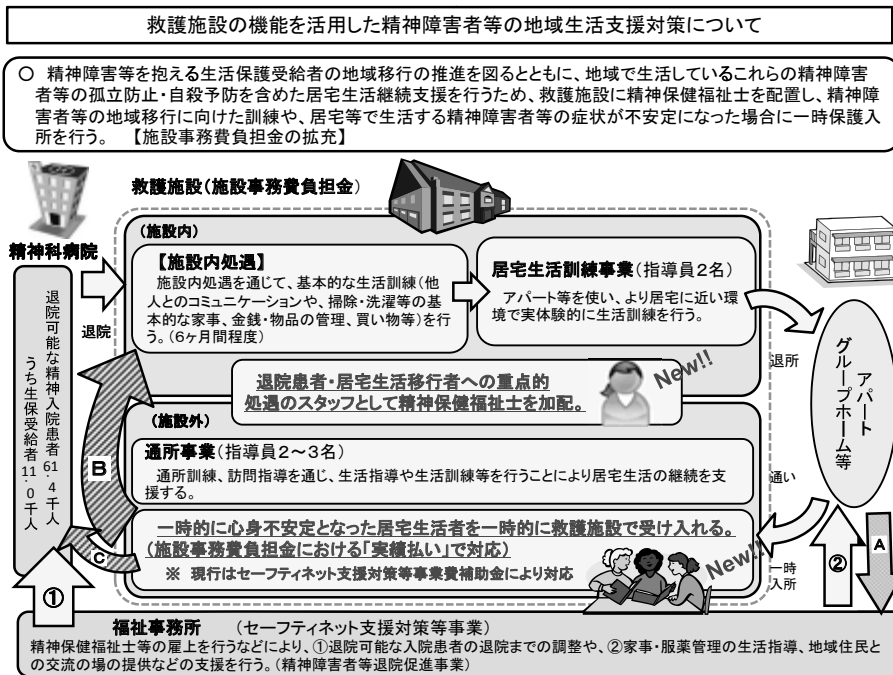 救護施設の機能を活用した精神障害者等の地域生活支援対策について
○ 精神障害等を抱える生活保護受給者の地域移行の推進を図るとともに、地域で生活しているこれらの精神障害
者等の孤立防止・自殺予防を含めた居宅生活継続支援を行うため、救護施設に精神保健福祉士を配置し、精神障
害者等の地域移行に向けた訓練や、居宅等で生活する精神障害者等の症状が不安定になった場合に一時保護入
所を行う。 【施設事務費負担金の拡充】
救護施設(施設事務費負担金)
精神科病院
退院可能な精神入院患者 61.4千人
うち生保受給者 11.0千人
退院
(施設内)
【施設内処遇】
施設内処遇を通じて、基本的な生活訓練(他
人とのコミュニケーションや、掃除・洗濯等の基
本的な家事、金銭・物品の管理、買い物等)を行
う。(6ヶ月間程度)
居宅生活訓練事業(指導員2名)
アパート等を使い、より居宅に近い環
境で実体験的に生活訓練を行う。
退院患者・居宅生活移行者への重点的
処遇のスタッフとして精神保健福祉士を加配。
New!!
(施設外)
通所事業(指導員2〜3名)
通所訓練、訪問指導を通じ、生活指導や生活訓練等を行うことにより居宅生活の継続を支
援する。
一時的に心身不安定となった居宅生活者を一時的に救護施設で受け入れる。
(施設事務費負担金における「実績払い」で対応)
※ 現行はセーフティネット支援対策等事業費補助金により対応
New!!
退所
通い
一時
入所
アパート
グループホーム等
A
B
C
①
②
福祉事務所 (セーフティネット支援対策等事業)
精神保健福祉士等の雇上を行うなどにより、①退院可能な入院患者の退院までの調整や、②家事・服薬管理の生活指導、地域住民と
の交流の場の提供などの支援を行う。(精神障害者等退院促進事業)